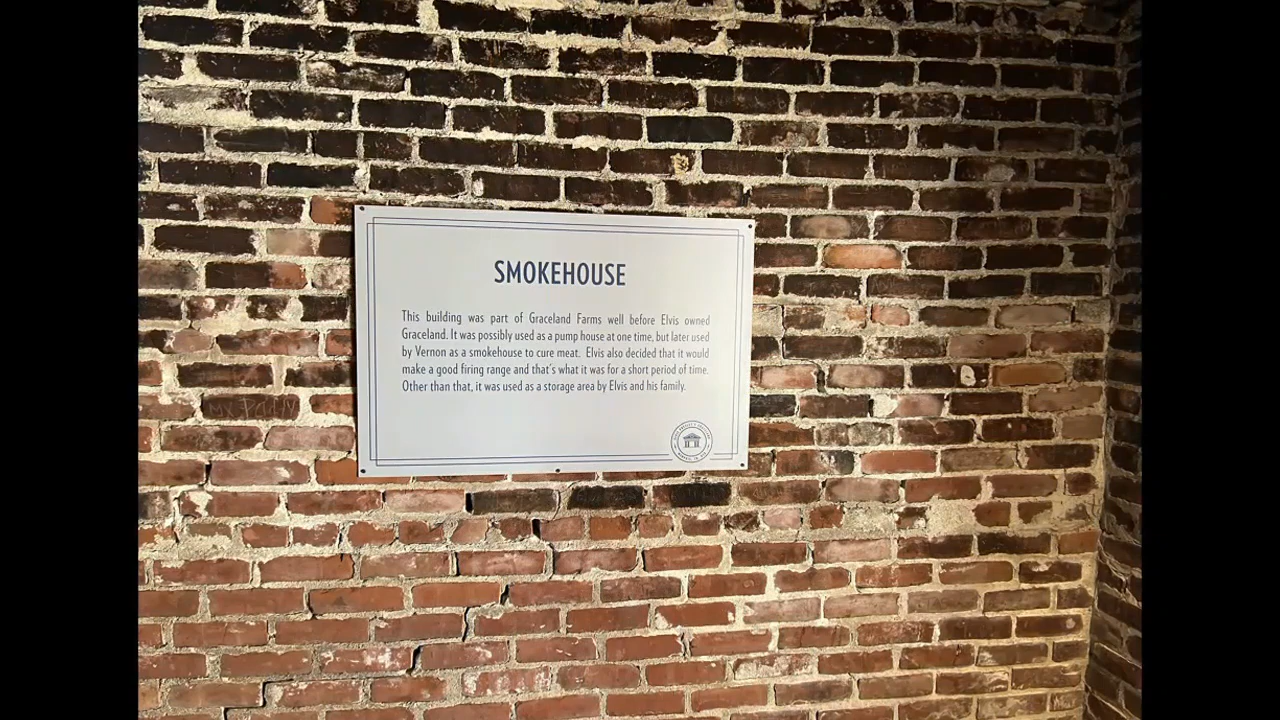 SMOKEHOUSE
This building was part of Graceland Farms well before Elvis owned
Graceland. It was possibly used as a pump house at one time, but later used
by Vernon as a smokehouse to cure meat. Elvis also decided that it would
make a good firing range and that's what it was for a short period of time.
Other than that, it was used as a storage area by Elvis and his family.